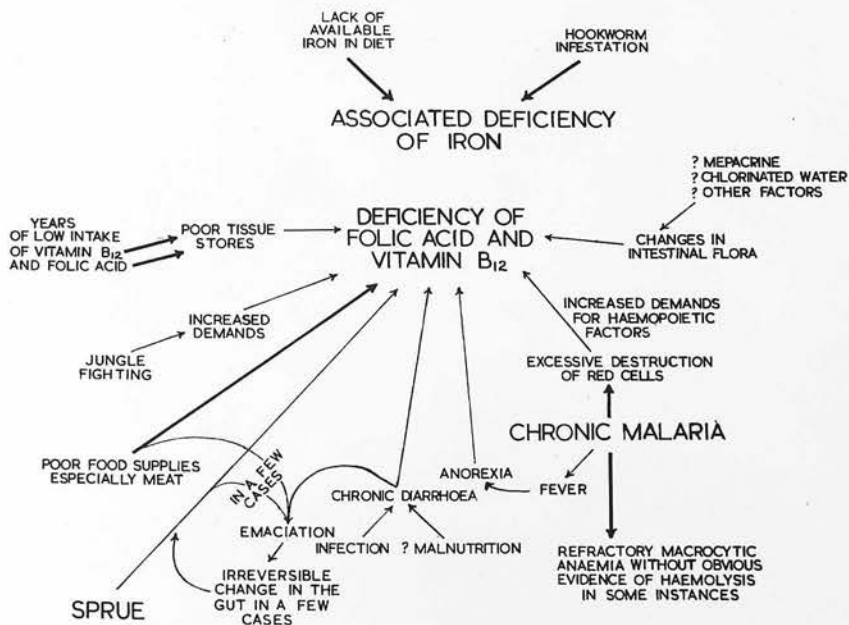 LACK OF
AVAILABLE
IRON IN DIET
HOOKWORM
INFESTATION
ASSOCIATED DEFICIENCY
OF IRON
? MEPACRINE
? CHLORINATED WATER
? OTHER FACTORS
YEARS
OF LOW INTAKE
OF VITAMIN B12
AND FOLIC ACID
POOR TISSUE
STORES
DEFICIENCY OF
FOLIC ACID AND
VITAMIN B12
CHANGES IN
INTESTINAL FLORA
INCREASED
DEMANDS
JUNGLE
FIGHTING
INCREASED DEMANDS
FOR HAEMOPOIETIC
FACTORS
EXCESSIVE DESTRUCTION
OF RED CELLS
CHRONIC MALARIA
POOR FOOD SUPPLIES
ESPECIALLY MEAT
IN A FEW
CASES
CHRONIC DIARRHOEA
ANOREXIA
FEVER
EMACIATION
INFECTION
? MALNUTRITION
IRREVERSIBLE
CHANGE IN THE
GUT IN A FEW
CASES
SPRUE
REFRACTORY MACROCYTIC
ANAEMIA WITHOUT OBVIOUS
EVIDENCE OF HAEMOLYSIS
IN SOME INSTANCES